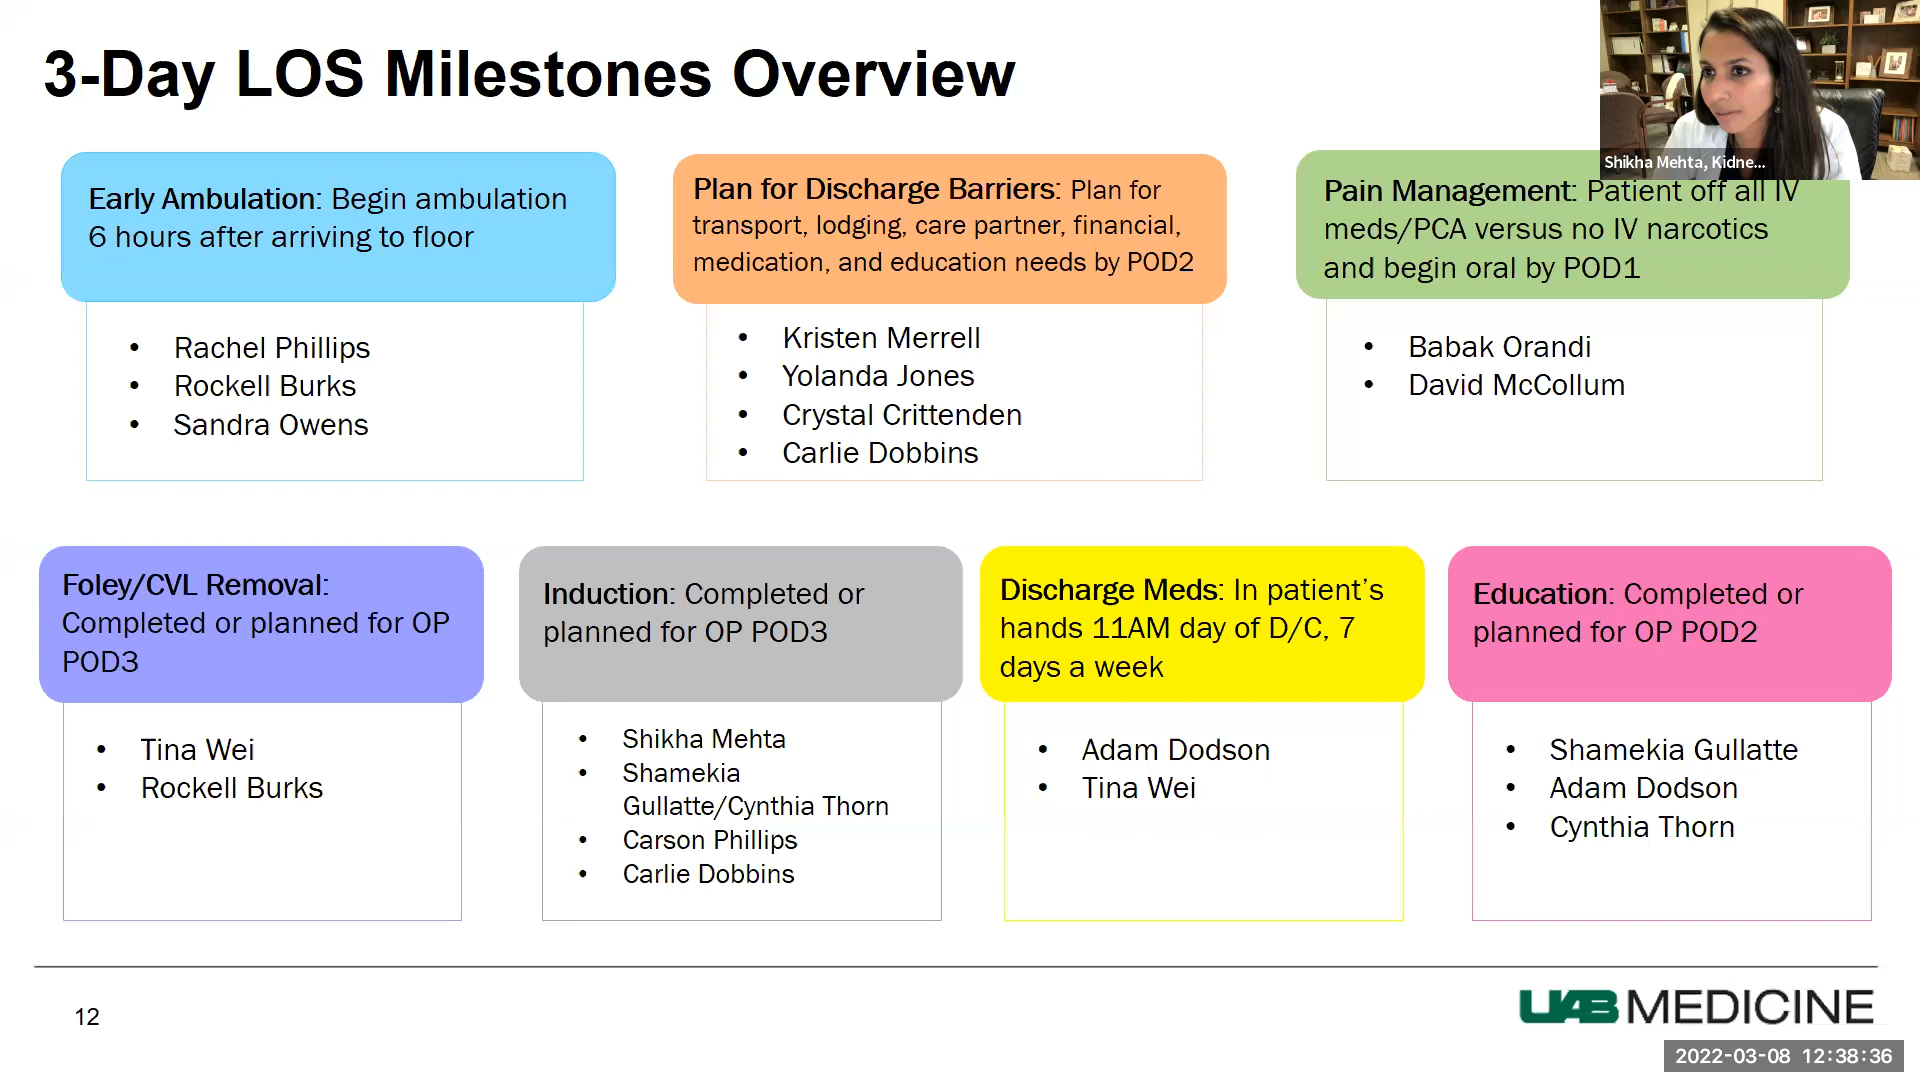 3-Day LOS Milestones Overview
Shikha Mehta, Kidne...
Early Ambulation: Begin ambulation
6 hours after arriving to floor
• Rachel Phillips
• Rockell Burks
• Sandra Owens
Plan for Discharge Barriers: Plan for
transport, lodging, care partner, financial,
medication, and education needs by POD2
• Kristen Merrell
• Yolanda Jones
• Crystal Crittenden
• Carlie Dobbins
Pain Management: Patient off all IV
meds/PCA versus no IV narcotics
and begin oral by POD1
• Babak Orandi
• David McCollum
Foley/CVL Removal:
Completed or planned for OP
POD3
• Tina Wei
• Rockell Burks
Induction: Completed or
planned for OP POD3
• Shikha Mehta
• Shamekia
Gullatte/Cynthia Thorn
• Carson Phillips
• Carlie Dobbins
Discharge Meds: In patient’s
hands 11AM day of D/C, 7
days a week
• Adam Dodson
• Tina Wei
Education: Completed or
planned for OP POD2
• Shamekia Gullatte
• Adam Dodson
• Cynthia Thorn
12
UAB MEDICINE
2022-03-08 12:38:36